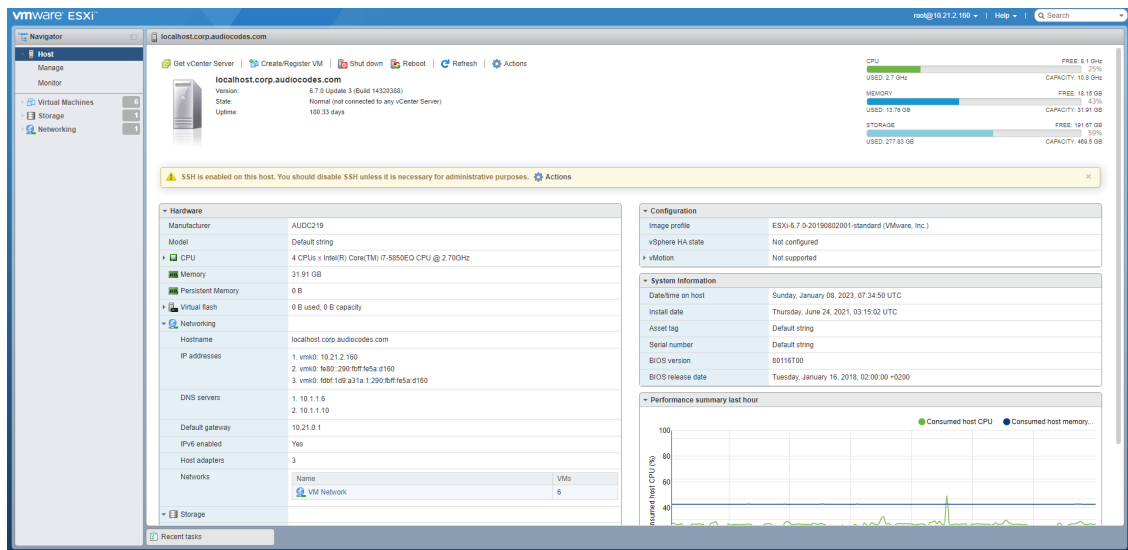 vmware ESXi™
root@10.21.2.160 | Help | Search
Navigator
localhost.corp.audiocodes.com
Host
Manage
Monitor
Virtual Machines 6
Storage 1
Networking 1
Get vCenter Server | Create/Register VM | Shut down Reboot | Refresh | Actions
localhost.corp.audiocodes.com
Version: 6.7.0 Update 3 (Build 14320388)
State: Normal (not connected to any vCenter Server)
Uptime: 180.33 days
CPU FREE: 8.1 GHz
25%
USED: 2.7 GHz CAPACITY: 10.8 GHz
MEMORY FREE: 18.15 GB
43%
USED: 13.76 GB CAPACITY: 31.91 GB
STORAGE FREE: 191.67 GB
59%
USED: 277.83 GB CAPACITY: 469.5 GB
SSH is enabled on this host. You should disable SSH unless it is necessary for administrative purposes. Actions
Hardware
Manufacturer AUDC219
Model Default string
CPU 4 CPUs x Intel(R) Core(TM) i7-5850EQ CPU @ 2.70GHz
Memory 31.91 GB
Persistent Memory 0 B
Virtual flash 0 B used, 0 B capacity
Networking
Hostname localhost.corp.audiocodes.com
IP addresses 1. vmk0: 10.21.2.160
2. vmk0: fe80::290:fbff:fe5a:d160
3. vmk0: fdbf:1d9:a31a:1:290:fbff:fe5a:d160
DNS servers 1. 10.1.1.6
2. 10.1.1.10
Default gateway 10.21.0.1
IPv6 enabled Yes
Host adapters 3
Networks Name VMs
VM Network 6
Storage
Configuration
Image profile ESXi-6.7.0-20190802001-standard (VMware, Inc.)
vSphere HA state Not configured
vMotion Not supported
System Information
Date/time on host Sunday, January 08, 2023, 07:34:50 UTC
Install date Thursday, June 24, 2021, 03:15:02 UTC
Asset tag Default string
Serial number Default string
BIOS version 80116T00
BIOS release date Tuesday, January 16, 2018, 02:00:00 +0200
Performance summary last hour
Consumed host CPU Consumed host memory...
100
80
60
40
host CPU (%)
Recent tasks